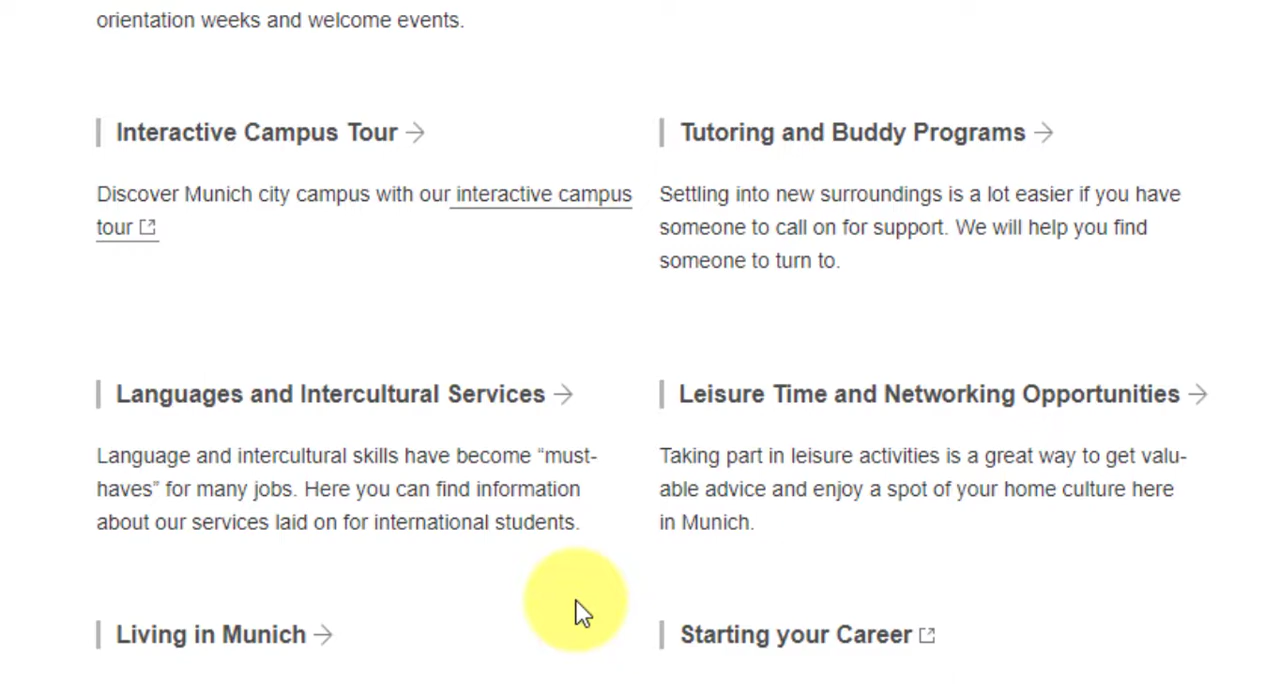 orientation weeks and welcome events.
Interactive Campus Tour
Discover Munich city campus with our interactive campus
tour
Tutoring and Buddy Programs
Settling into new surroundings is a lot easier if you have
someone to call on for support. We will help you find
someone to turn to.
Languages and Intercultural Services
Language and intercultural skills have become “must-
haves” for many jobs. Here you can find information
about our services laid on for international students.
Leisure Time and Networking Opportunities
Taking part in leisure activities is a great way to get valu-
able advice and enjoy a spot of your home culture here
in Munich.
Living in Munich
Starting your Career